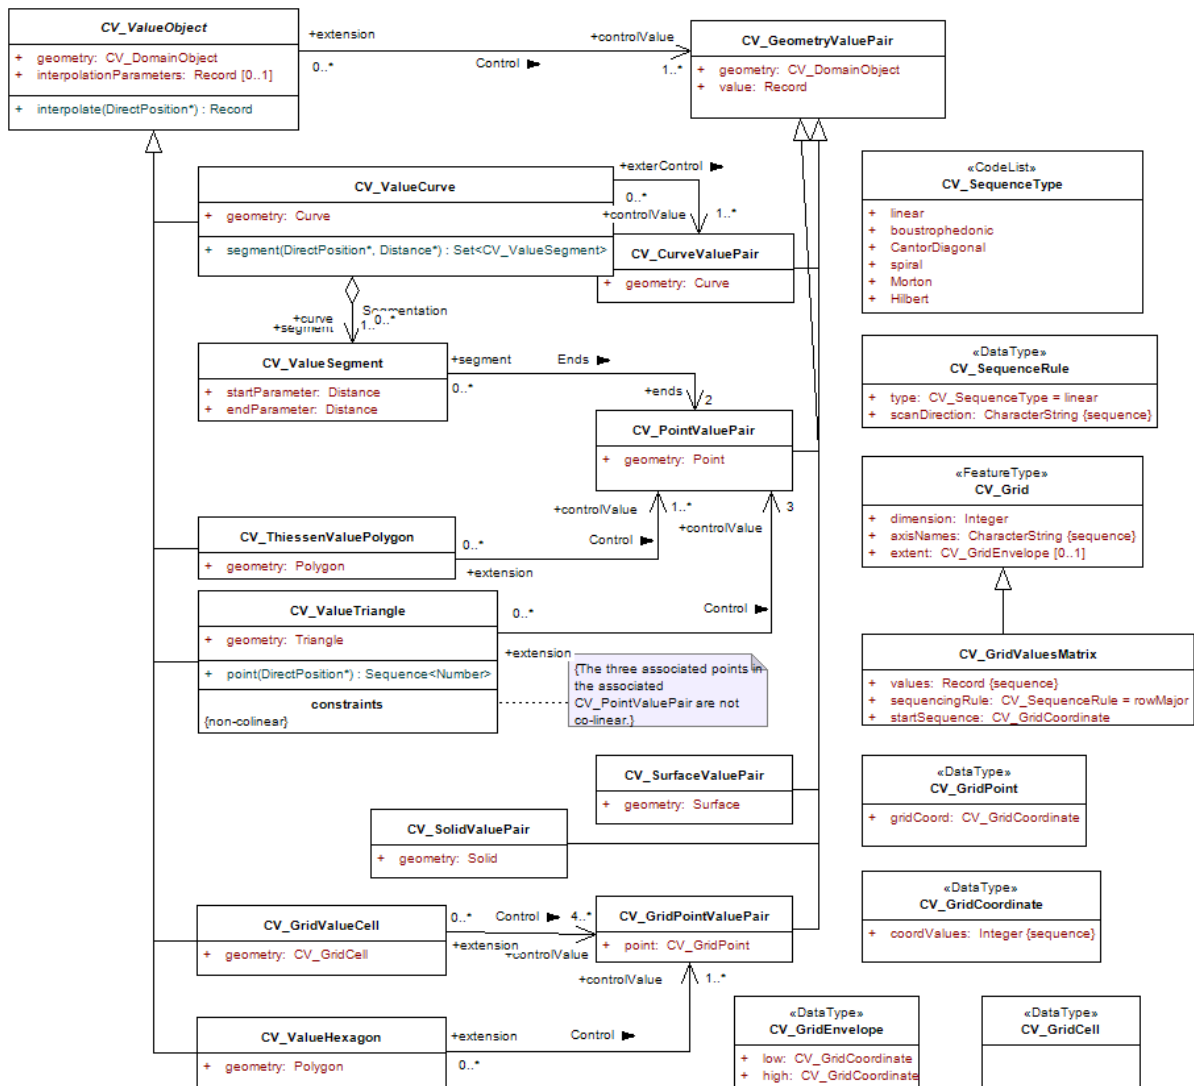 CV_ValueObject
+ geometry: CV_DomainObject
+ interpolationParameters: Record [0..1]
+ interpolate(DirectPosition*) : Record
+extension
0..*
Control
+controlValue
1..*
CV_GeometryValuePair
+ geometry: CV_DomainObject
+ value: Record
CV_ValueCurve
+ geometry: Curve
+ segment(DirectPosition*, Distance*) : Set<CV_ValueSegment>
+exterControl
0..*
+controlValue
1..*
CV_CurveValuePair
+ geometry: Curve
«CodeList»
CV_SequenceType
+ linear
+ boustrophedonic
+ CantorDiagonal
+ spiral
+ Morton
+ Hilbert
Segmentation
+curve
0..*
+segment
1..
CV_ValueSegment
+ startParameter: Distance
+ endParameter: Distance
+segment
Ends
0..*
+ends
2
«DataType»
CV_SequenceRule
+ type: CV_SequenceType = linear
+ scanDirection: CharacterString {sequence}
CV_PointValuePair
+ geometry: Point
«FeatureType»
CV_Grid
+ dimension: Integer
+ axisNames: CharacterString {sequence}
+ extent: CV_GridEnvelope [0..1]
CV_ThiessenValuePolygon
+ geometry: Polygon
0..*
+extension
Control
+controlValue
1..*
+controlValue
3
CV_ValueTriangle
+ geometry: Triangle
+ point(DirectPosition*) : Sequence<Number>
constraints
{non-colinear}
0..*
Control
+extension
{The three associated points in
the associated
CV_PointValuePair are not
co-linear.}
CV_GridValuesMatrix
+ values: Record {sequence}
+ sequencingRule: CV_SequenceRule = rowMajor
+ startSequence: CV_GridCoordinate
CV_SurfaceValuePair
+ geometry: Surface
«DataType»
CV_GridPoint
+ gridCoord: CV_GridCoordinate
CV_SolidValuePair
+ geometry: Solid
«DataType»
CV_GridCoordinate
+ coordValues: Integer {sequence}
CV_GridValueCell
+ geometry: CV_GridCell
0..*
Control
4..*
+extension
+controlValue
CV_GridPointValuePair
+ point: CV_GridPoint
+controlValue
1..*
CV_ValueHexagon
+ geometry: Polygon
+extension
0..*
Control
«DataType»
CV_GridEnvelope
+ low: CV_GridCoordinate
+ high: CV_GridCoordinate
«DataType»
CV_GridCell